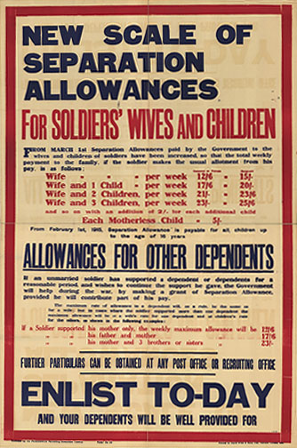 NEW SCALE OF
SEPARATION
ALLOWANCES
FOR SOLDIERS' WIVES AND CHILDREN
FROM MARCH 1st Separation Allowances paid by the Government to the
wives and children of soldiers have been increased, so that the total weekly
payment to the family, if the soldier makes the usual allotment from his
pay, is as follows:
Wife per week 12/6 15/-
Wife and 1 Child per week 17/6 20/-
Wife and 2 Children, per week 21/- 23/6
Wife and 3 Children per week 23/- 25/6
and so on with an addition of 2/- for each additional child
Each Motherless Child 5/-
From February 1st, 1915, Separation Allowance is payable for all children up
to the age of 16 years
ALLOWANCES FOR OTHER DEPENDENTS
If an unmarried soldier has supported a dependent or dependents for a
reasonable period, and wishes to continue the support he gave, the Government
will help during the war, by making a grant of Separation Allowance,
provided he will contribute part of his pay.
if a Soldier supported his mother only, the weekly maximum allowance will be 12/6
his father and mother 17/6
his mother and 3 brothers or sisters 23/-
FURTHER PARTICULARS CAN BE OBTAINED AT ANY POST OFFICE OR RECRUITING OFFICE
ENLIST TO-DAY
AND YOUR DEPENDENTS WILL BE WELL PROVIDED FOR